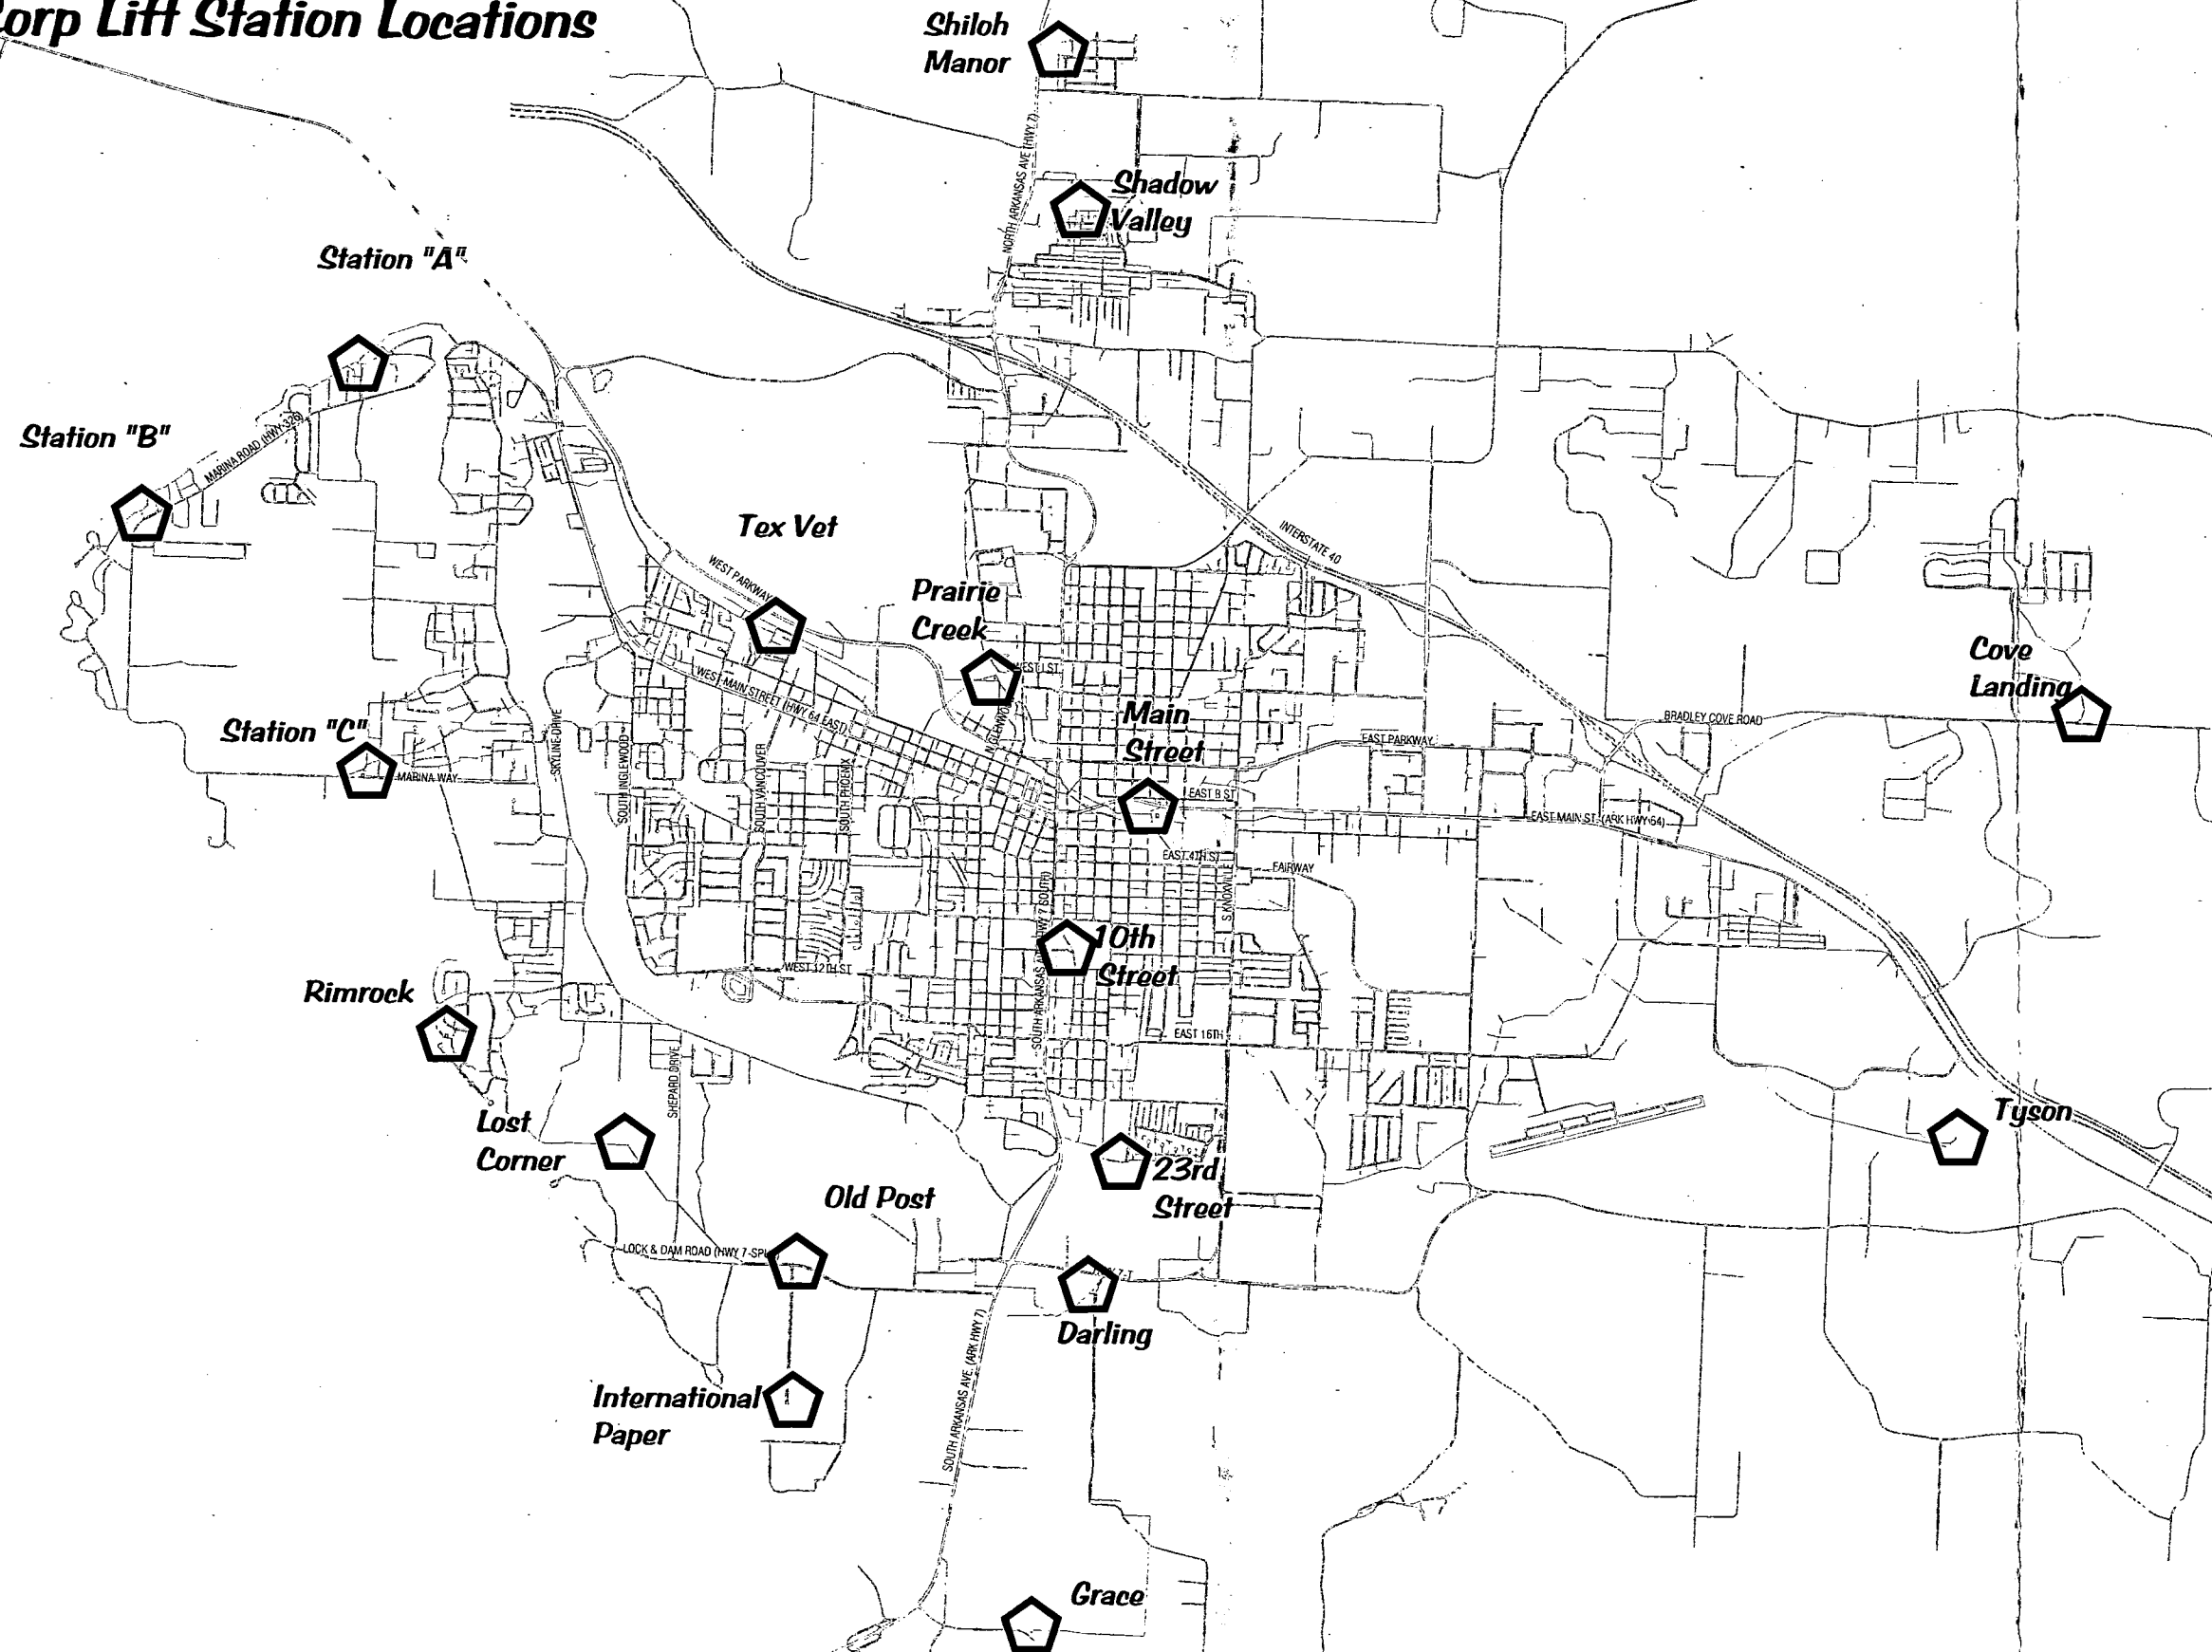 orp Lift Station Locations
Shiloh
Manor
NORTH ARKANSAS AVE (HWY 7)
Shadow
Valley
Station "A"
Station "B"
MARINA ROAD (HWY 326)
Tex Vet
INTERSTATE 40
WEST PARKWAY
Prairie
Creek
WEST I ST
Cove
Landing
WEST MAIN STREET (HWY 64 EAST)
Main
Street
BRADLEY COVE ROAD
Station "C"
MARINA WAY
SKYLINE DRIVE
SOUTH INGLEWOOD
SOUTH VANCOUVER
SOUTH PHOENIX
EAST PARKWAY
EAST B ST
EAST MAIN ST. (ARK HWY 64)
EAST 4TH ST
FAIRWAY
S KNOXVILLE
10th
Street
WEST 12TH ST
Rimrock
EAST 16TH
SHEPARD DRIVE
Lost
Corner
Tyson
23rd
Street
Old Post
LOCK & DAM ROAD (HWY 7-SPU
Darling
SOUTH ARKANSAS AVE. (ARK HWY 7)
International
Paper
Grace